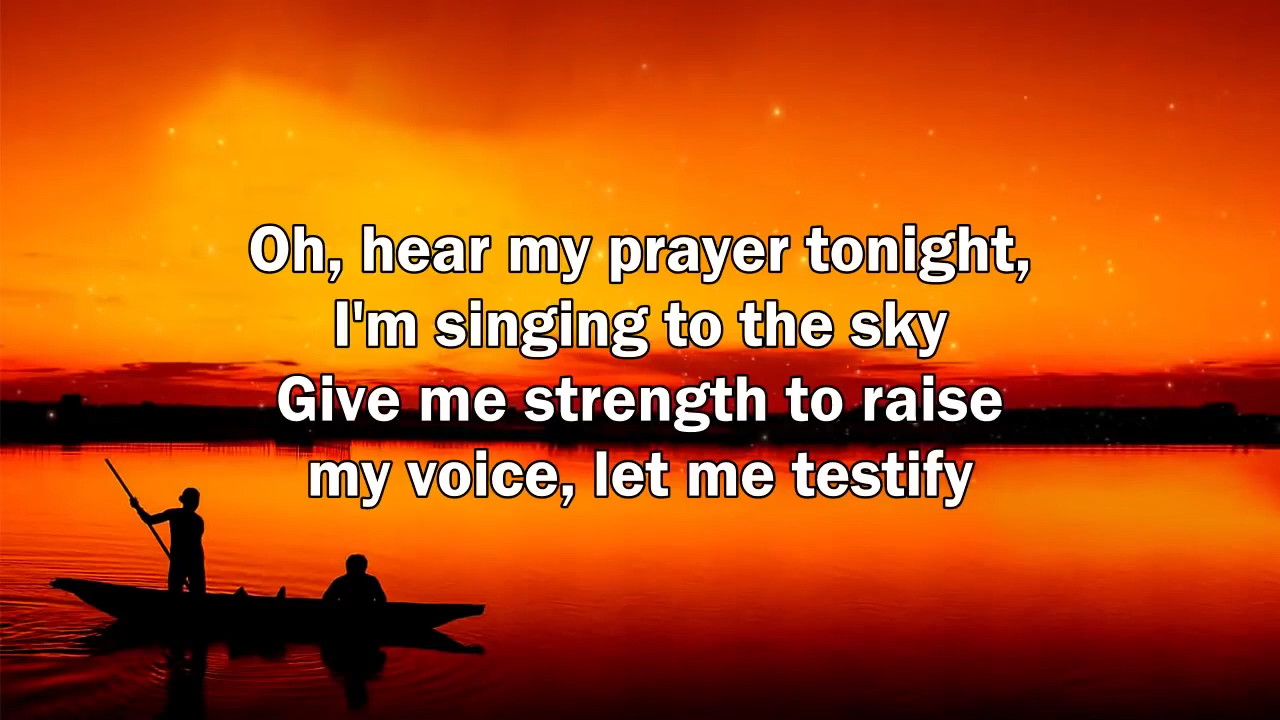 Oh, hear my prayer tonight,
I'm singing to the sky
Give me strength to raise
my voice, let me testify